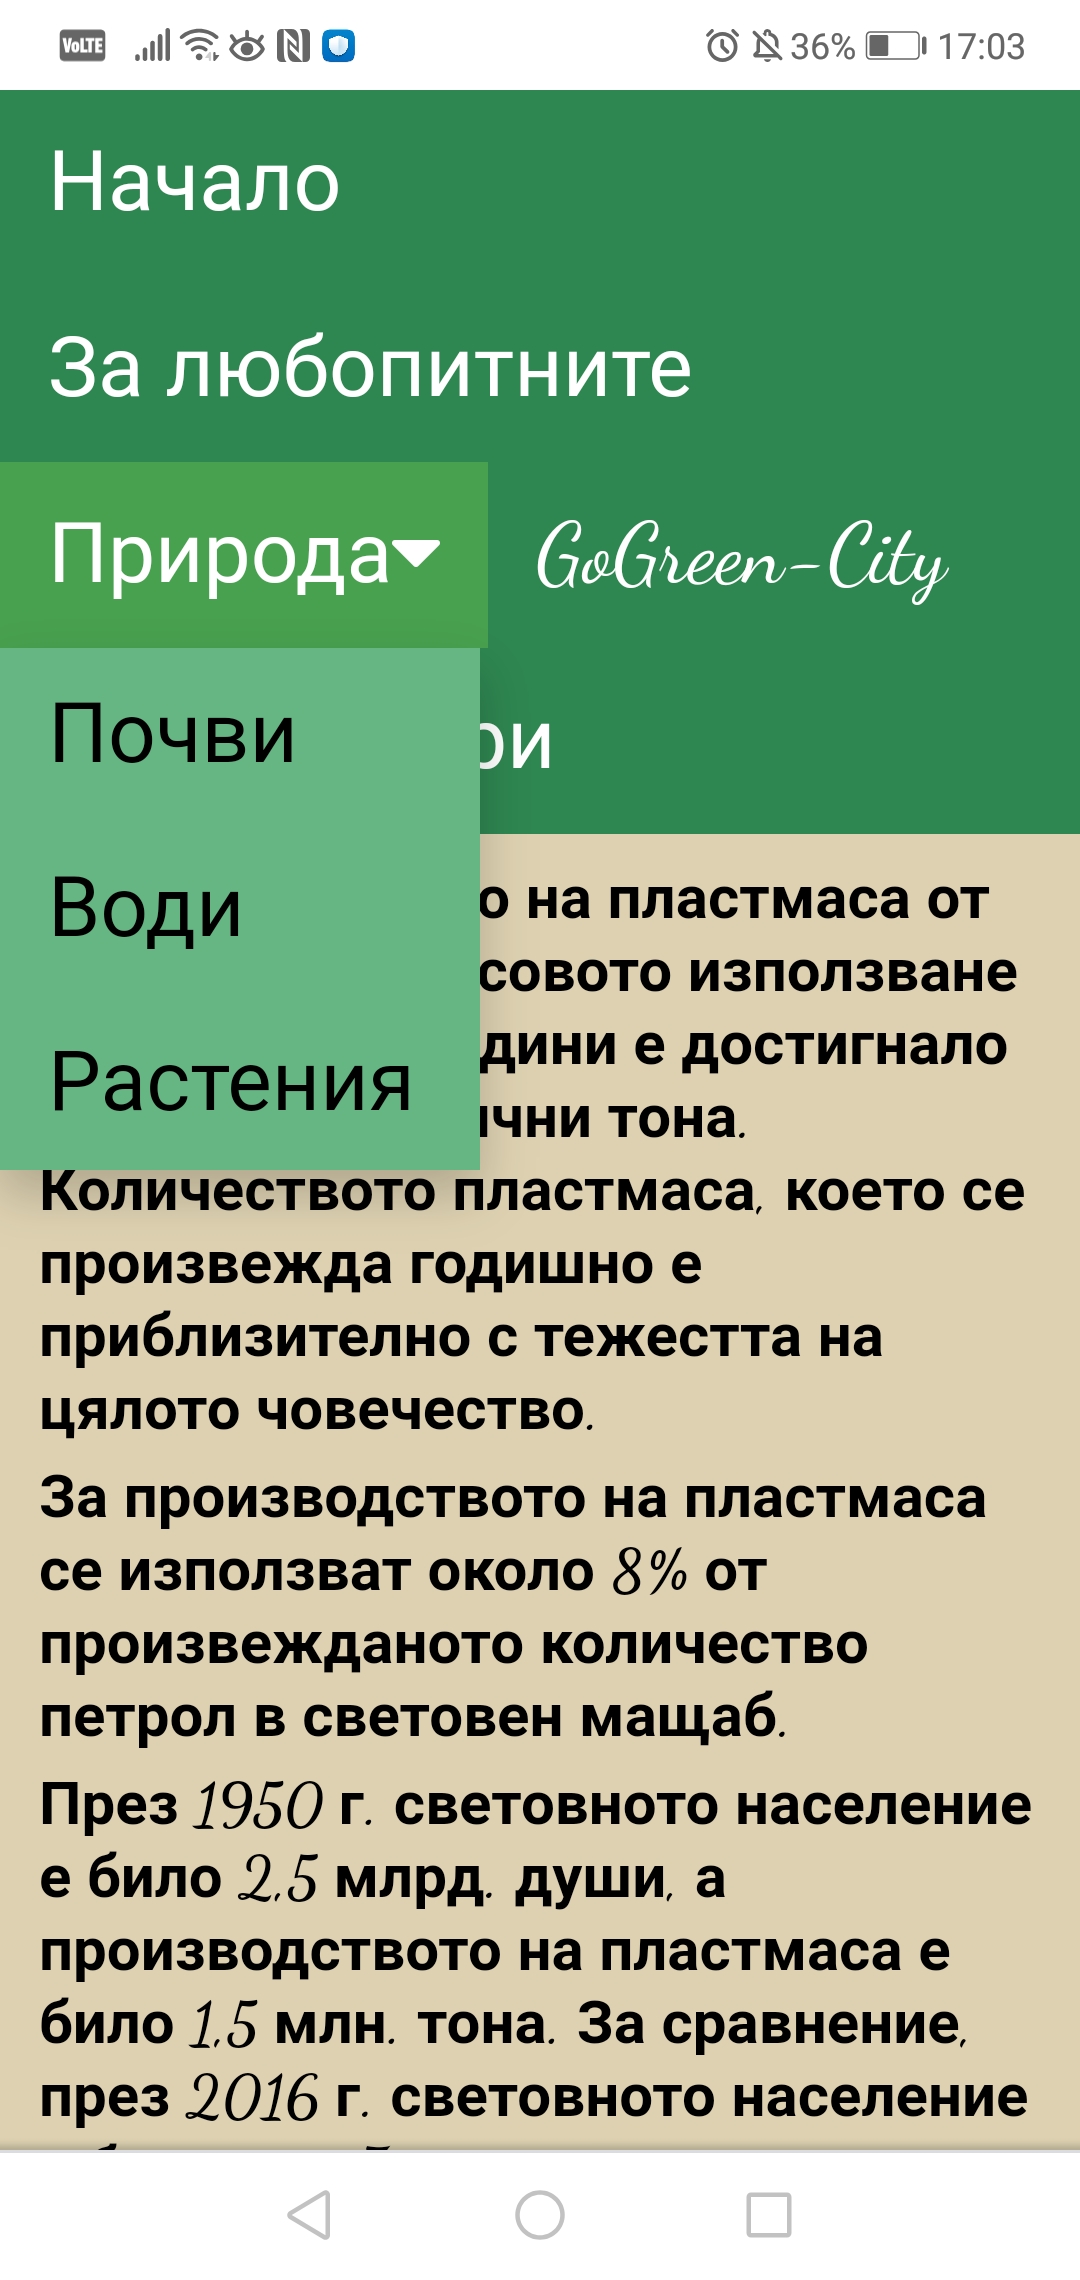 VoLTE 36% 17:03
Начало
За любопитните
Природа GoGreen-City
Почви
ри
Води
о на пластмаса от
совото използване
дини е достигнало
Растения
чни тона.
Количеството пластмаса, което се
произвежда годишно е
приблизително с тежестта на
цялото човечество.
За производството на пластмаса
се използват около 8% от
произвежданото количество
петрол в световен мащаб.
През 1950 г. световното население
е било 2,5 млрд. души, а
производството на пластмаса е
било 1,5 млн. тона. За сравнение,
през 2016 г. световното население